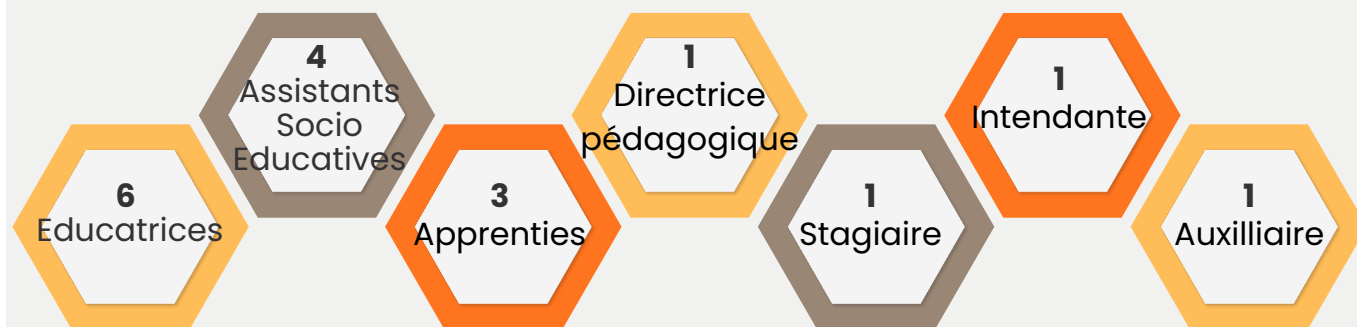 6
Educatrices
4
Assistants
Socio
Educatives
3
Apprenties
1
Directrice
pédagogique
1
Stagiaire
1
Intendante
1
Auxilliaire